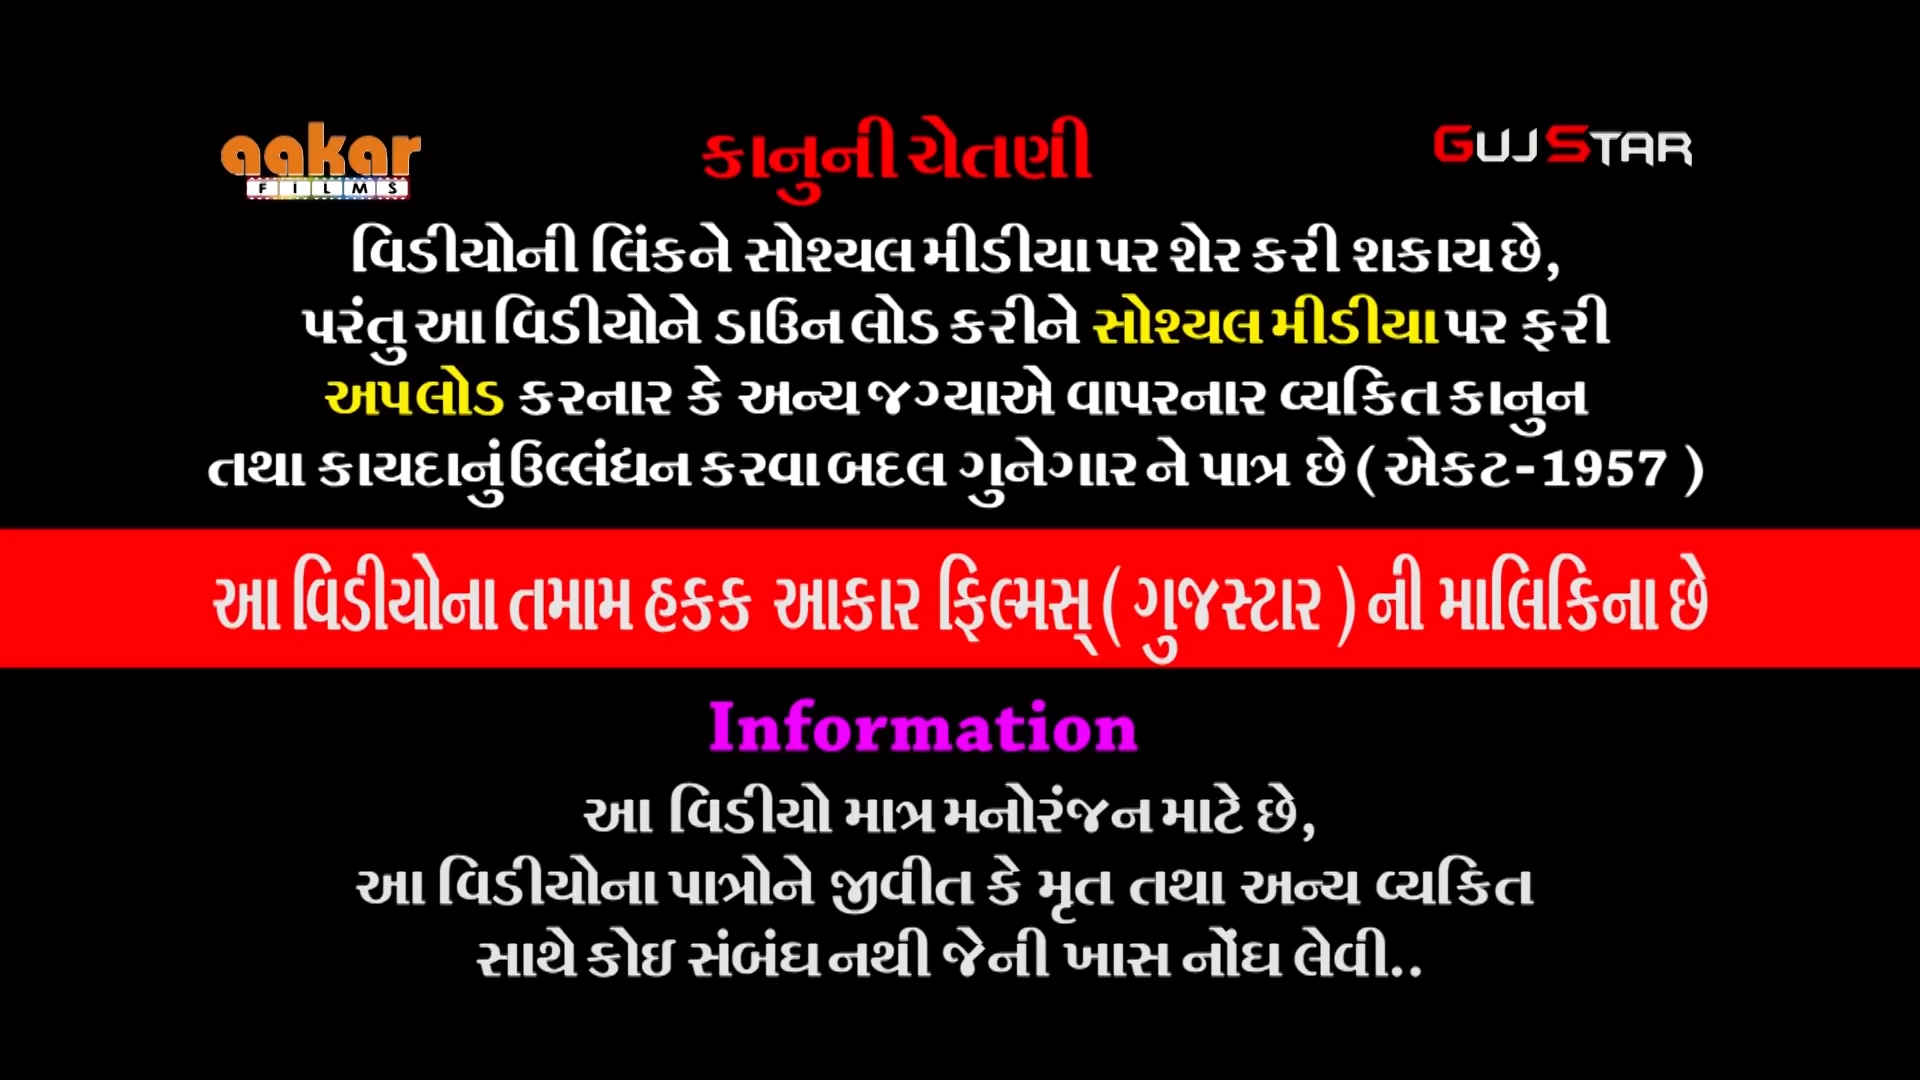 aakar
FILMS
કાનુની ચેતણી
GUJSTAR
વિડીયોની લિંકને સોશ્યલ મીડીયા પર શેર કરી શકાય છે,
પરંતુ આ વિડીયોને ડાઉન લોડ કરીને સોશ્યલ મીડીયા પર ફરી
અપલોડ કરનાર કે અન્ય જગ્યાએ વાપરનાર વ્યકિત કાનુન
તથા કાયદાનું ઉલ્લંઘન કરવા બદલ ગુનેગાર ને પાત્ર છે ( એકટ-1957 )
આ વિડીયોના તમામ હકક આકાર ફિલ્મસ્ ( ગુજસ્ટાર ) ની માલિકિના છે
Information
આ વિડીયો માત્ર મનોરંજન માટે છે,
આ વિડીયોના પાત્રોને જીવીત કે મૃત તથા અન્ય વ્યકિત
સાથે કોઇ સંબંઘ નથી જેની ખાસ નોંઘ લેવી..